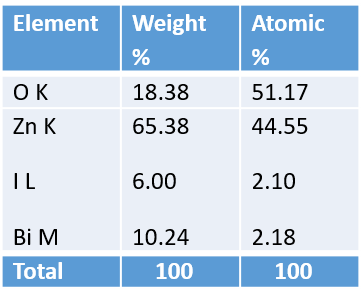 Element Weight % Atomic %
O K 18.38 51.17
Zn K 65.38 44.55
I L 6.00 2.10
Bi M 10.24 2.18
Total 100 100